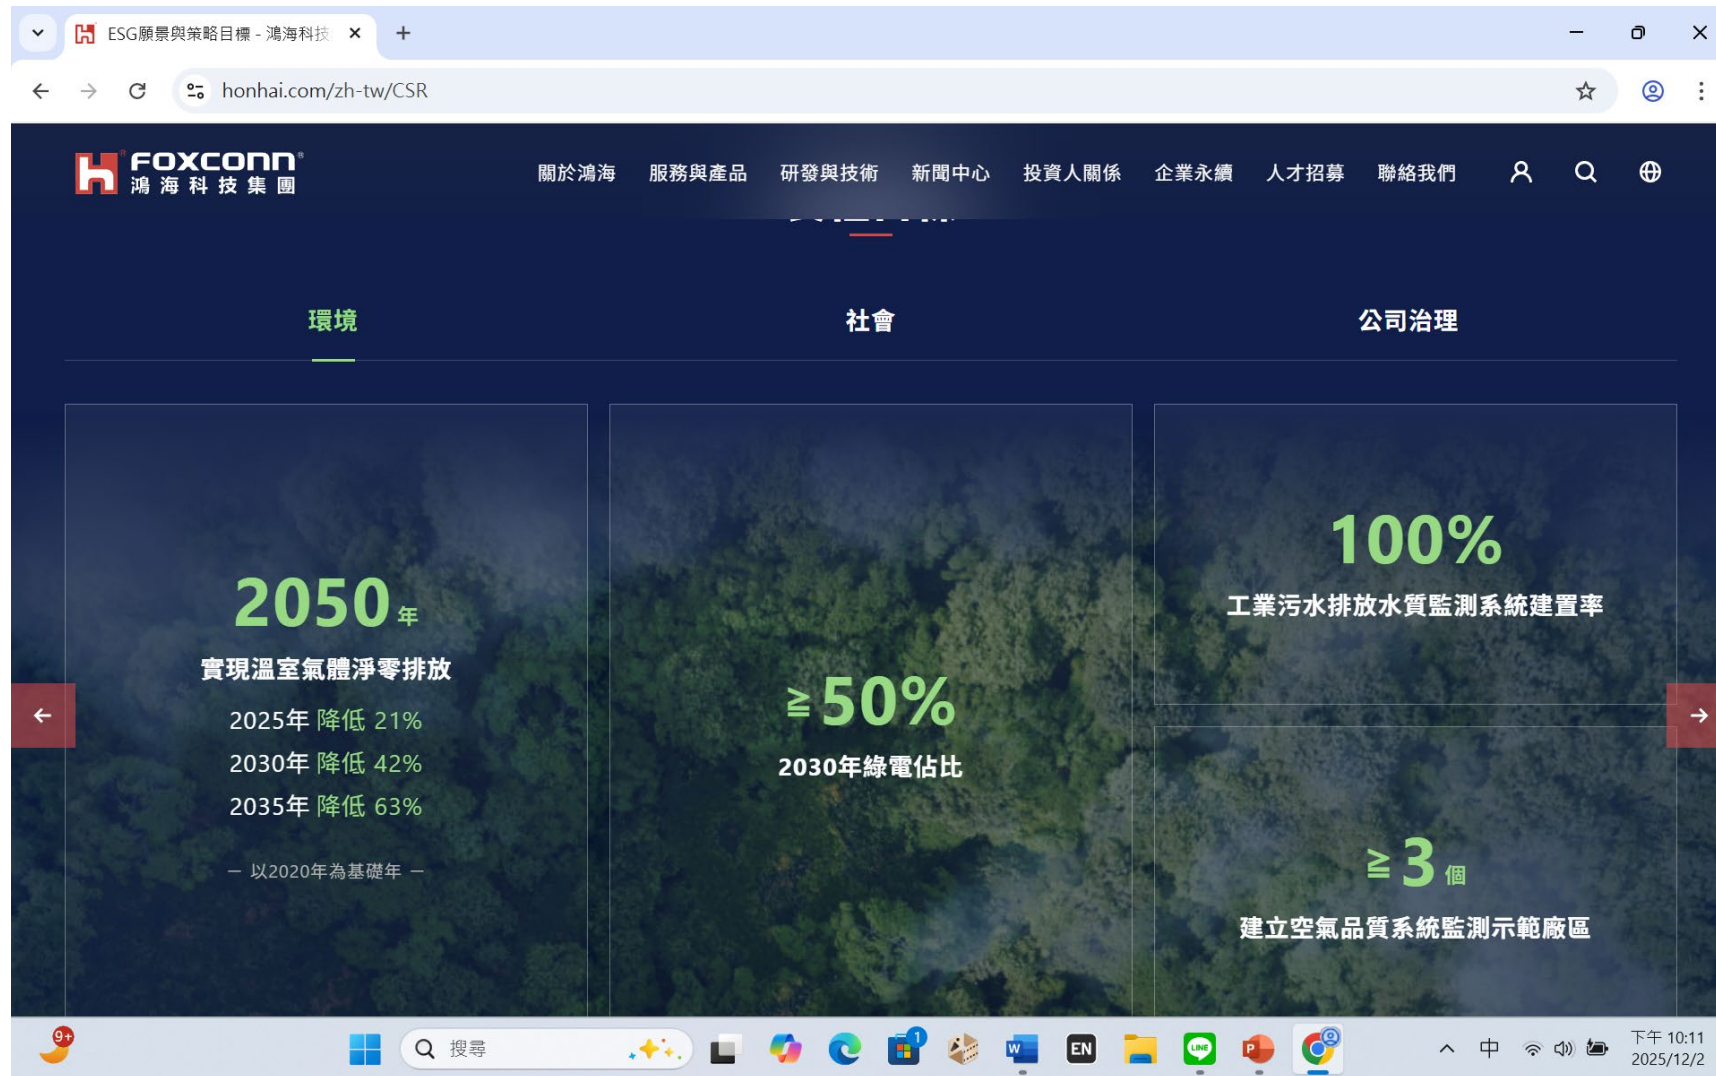 ESG願景與策略目標 - 鴻海科技
honhai.com/zh-tw/CSR
FOXCONN®
鴻海科技集團
關於鴻海 服務與產品 研發與技術 新聞中心 投資人關係 企業永續 人才招募 聯絡我們
環境 社會 公司治理
2050 年
實現溫室氣體淨零排放
2025年 降低 21%
2030年 降低 42%
2035年 降低 63%
— 以2020年為基礎年 —
≧50%
2030年綠電佔比
100%
工業污水排放水質監測系統建置率
≧3 個
建立空氣品質系統監測示範廠區
9+
搜尋
1
EN
LINE
中
下午 10:11
2025/12/2